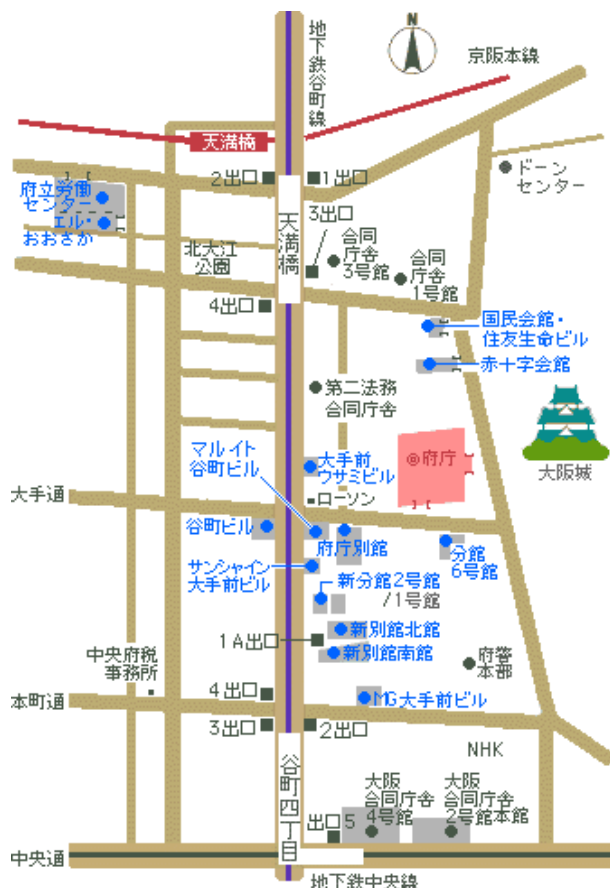 地下鉄谷町線
京阪本線
天満橋
ドーン
センター
2出口
1出口
府立労働
センター
エル・
おおさか
3出口
天満橋
北大江
公園
合同
庁舎
3号館
合同
庁舎
1号館
4出口
国民会館・
住友生命ビル
赤十字会館
第二法務
合同庁舎
マルイト
谷町ビル
大手前
ウサミビル
府庁
大阪城
大手通
ローソン
谷町ビル
府庁別館
分館
6号館
サンシャイン
大手前ビル
新分館2号館
/1号館
新別館北館
1A出口
新別館南館
中央府税
事務所
府警
本部
4出口
本町通
MG大手前ビル
3出口
2出口
NHK
谷町四丁目
大阪
合同庁舎
4号館
大阪
合同庁舎
2号館本館
出口5
中央通
地下鉄中央線